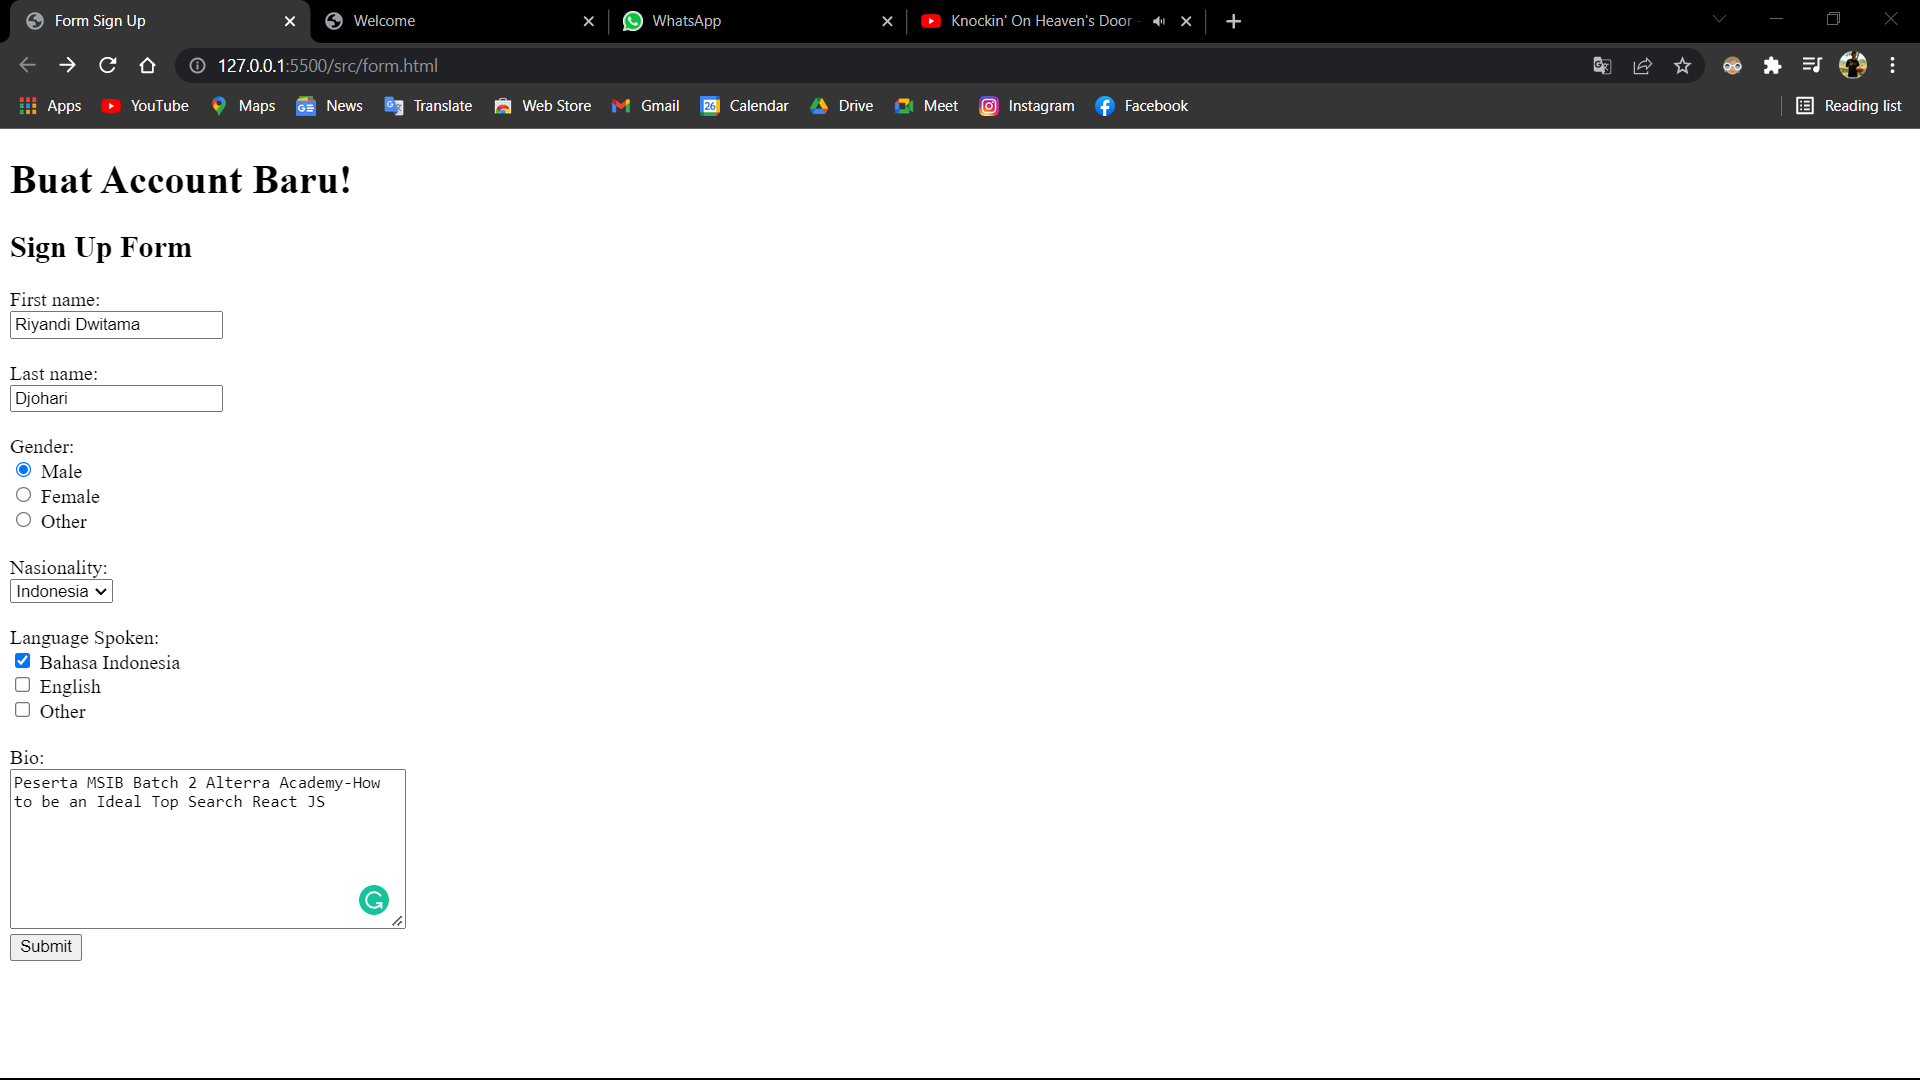 Form Sign Up
Welcome
WhatsApp
Knockin' On Heaven's Door
127.0.0.1:5500/src/form.html
Apps
YouTube
Maps
News
Translate
Web Store
Gmail
26
Calendar
Drive
Meet
Instagram
Facebook
Reading list
Buat Account Baru!
Sign Up Form
First name:
Riyandi Dwitama
Last name:
Djohari
Gender:
Male
Female
Other
Nasionality:
Indonesia
Language Spoken:
Bahasa Indonesia
English
Other
Bio:
Peserta MSIB Batch 2 Alterra Academy-How
to be an Ideal Top Search React JS
Submit